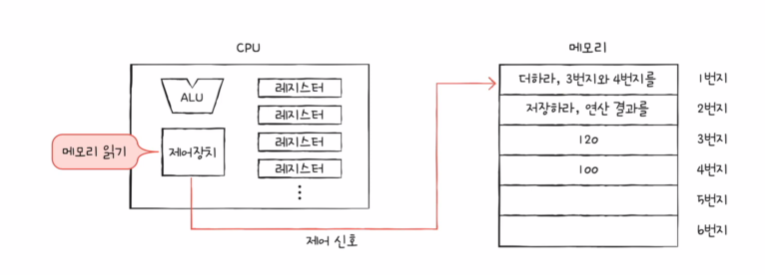 CPU
메모리
ALU
레지스터
레지스터
레지스터
레지스터
메모리 읽기
제어장치
제어 신호
더하라, 3번지와 4번지를
1번지
저장하라, 연산 결과를
2번지
120
3번지
100
4번지
5번지
6번지